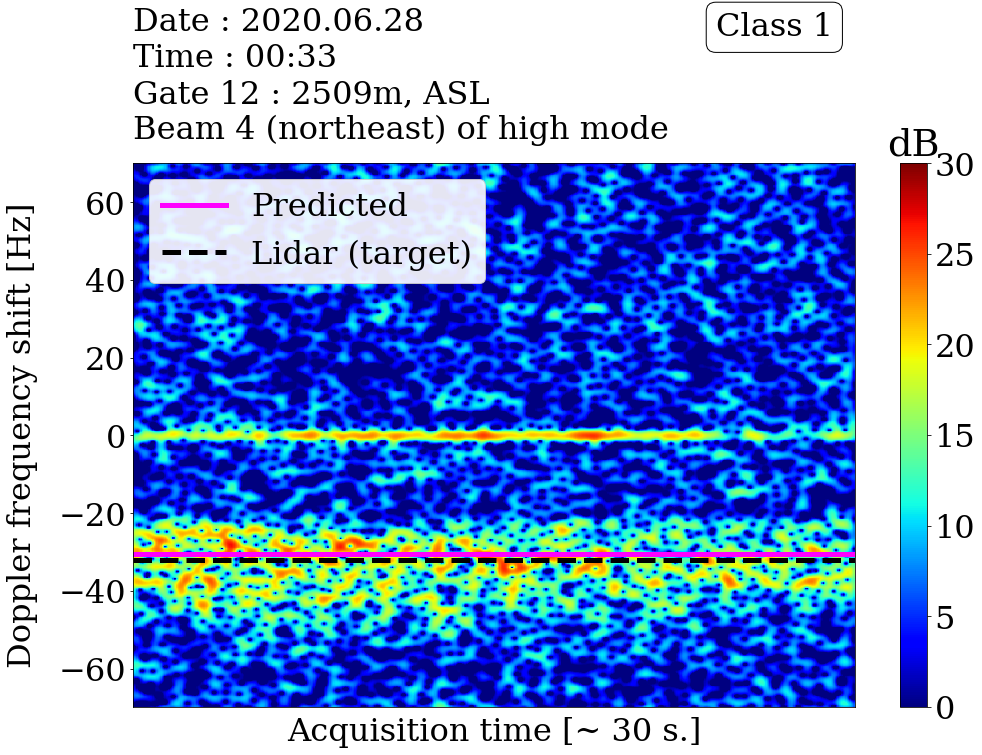 Date : 2020.06.28
Time : 00:33
Gate 12 : 2509m, ASL
Beam 4 (northeast) of high mode
Class 1
dB
Predicted
Lidar (target)
Doppler frequency shift [Hz]
60
40
20
0
−20
−40
−60
30
25
20
15
10
5
0
Acquisition time [~ 30 s.]